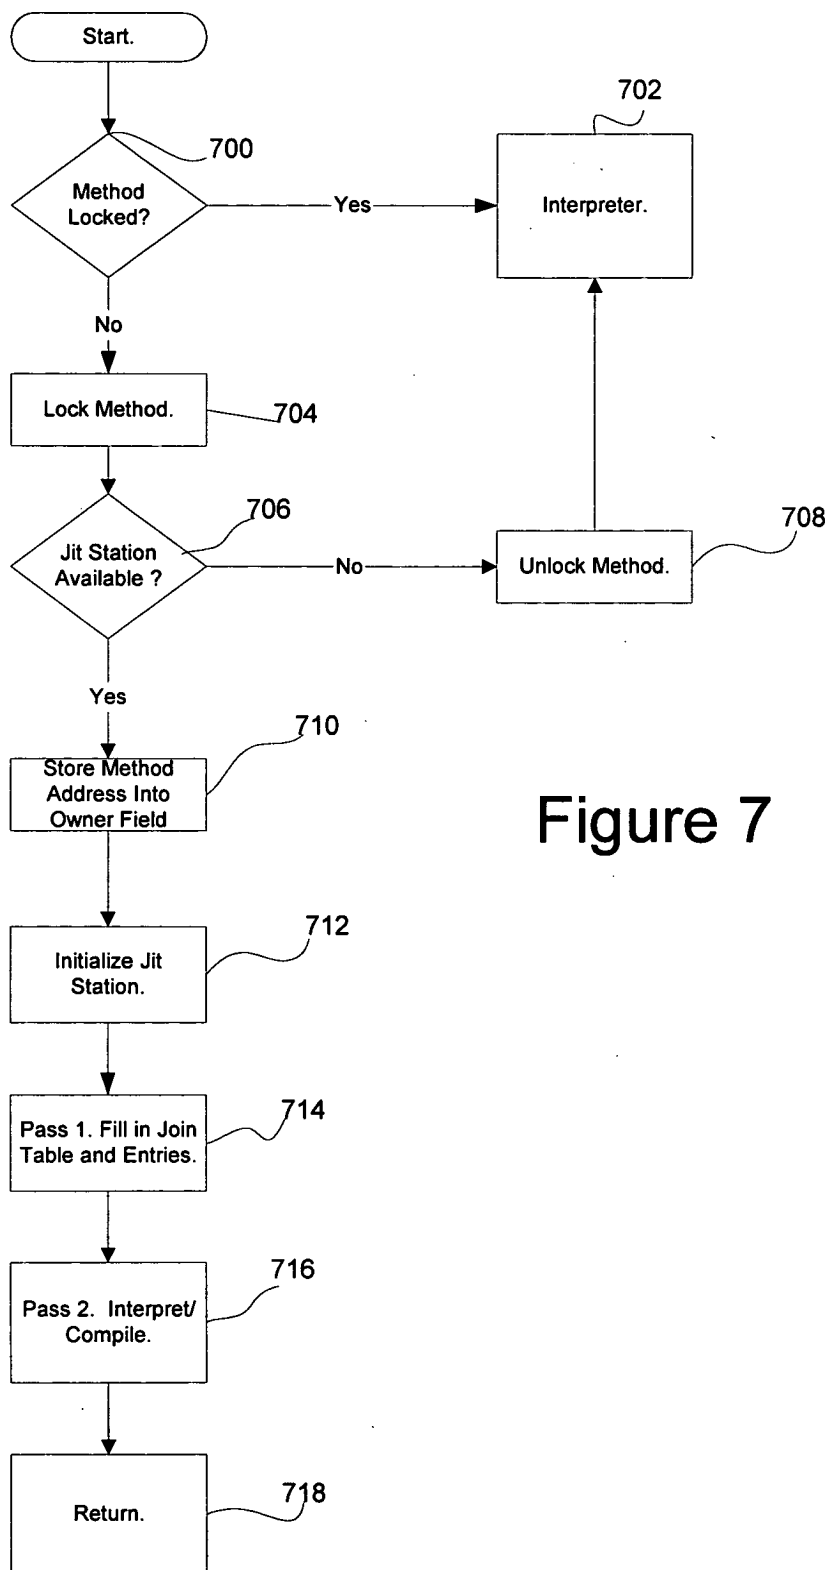 Start.
702
700
Method
Locked?
Yes
Interpreter.
No
Lock Method.
704
706
708
Jit Station
Available ?
No
Unlock Method.
Yes
710
Store Method
Address Into
Owner Field
Figure 7
712
Initialize Jit
Station.
714
Pass 1. Fill in Join
Table and Entries.
716
Pass 2. Interpret/
Compile.
718
Return.